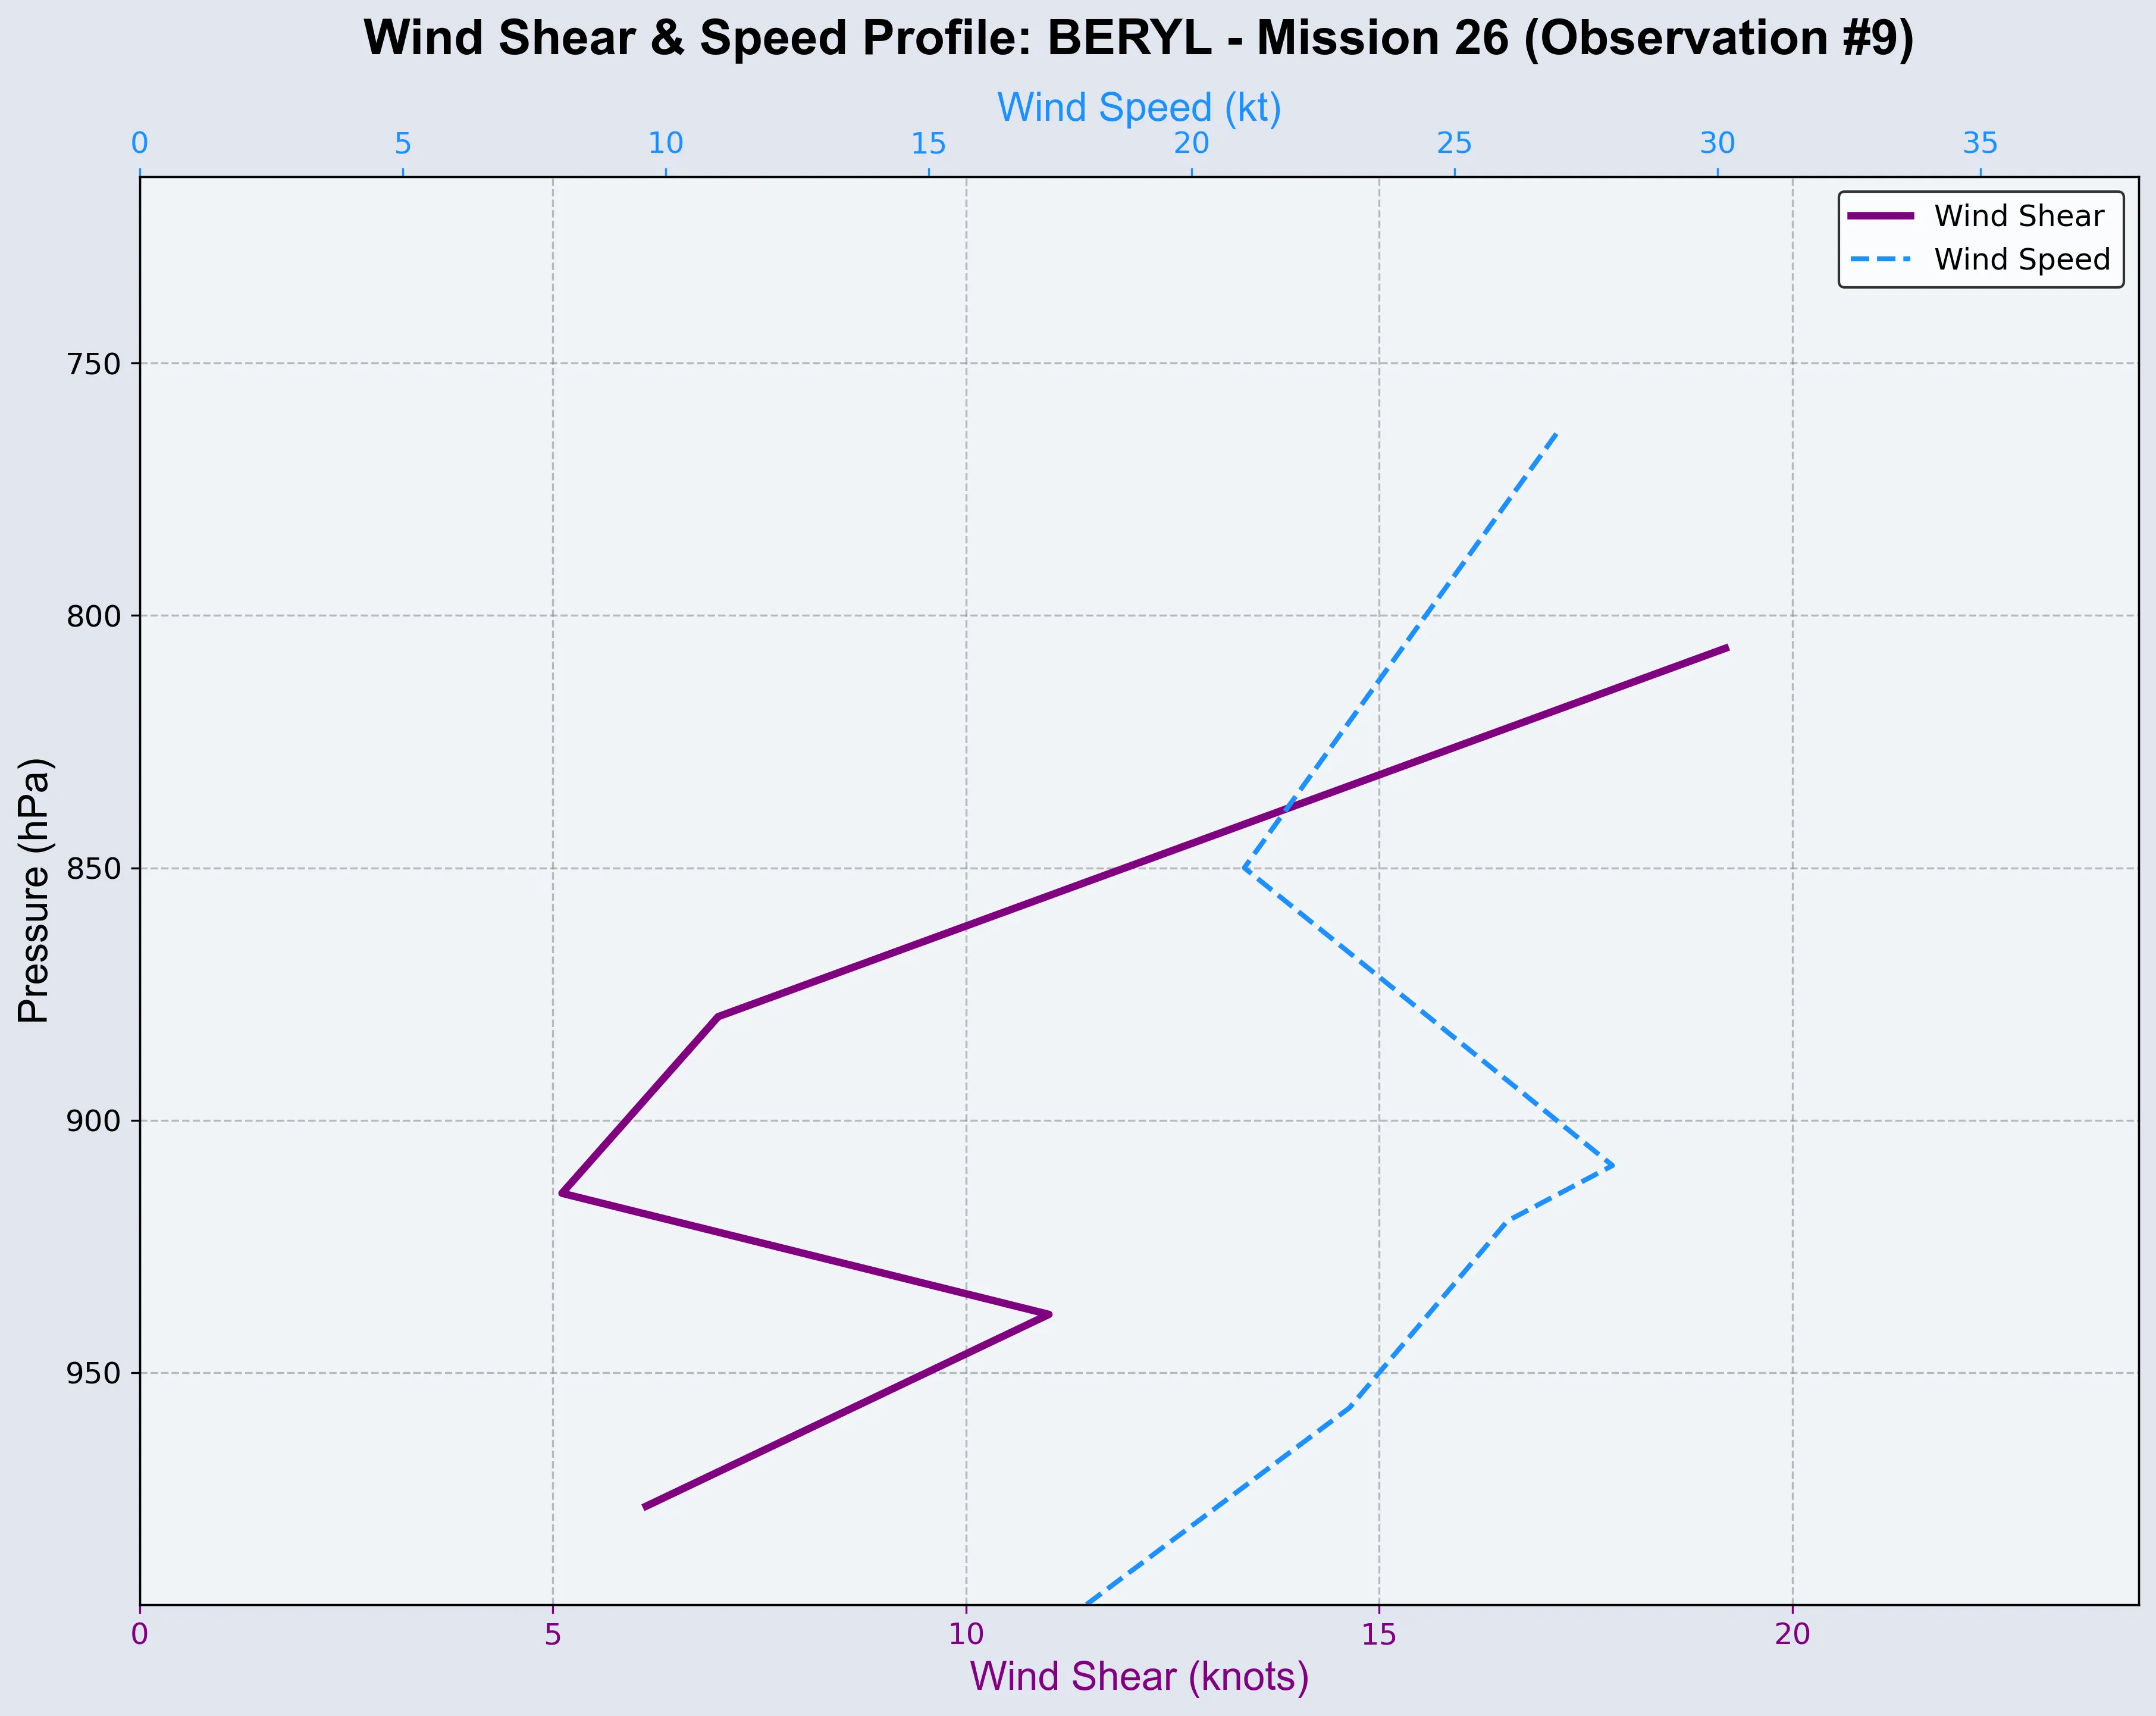 Wind Shear & Speed Profile: BERYL - Mission 26 (Observation #9)
Wind Speed (kt)
0 5 10 15 20 25 30 35
Wind Shear
Wind Speed
750
800
850
900
950
Pressure (hPa)
0 5 10 15 20
Wind Shear (knots)